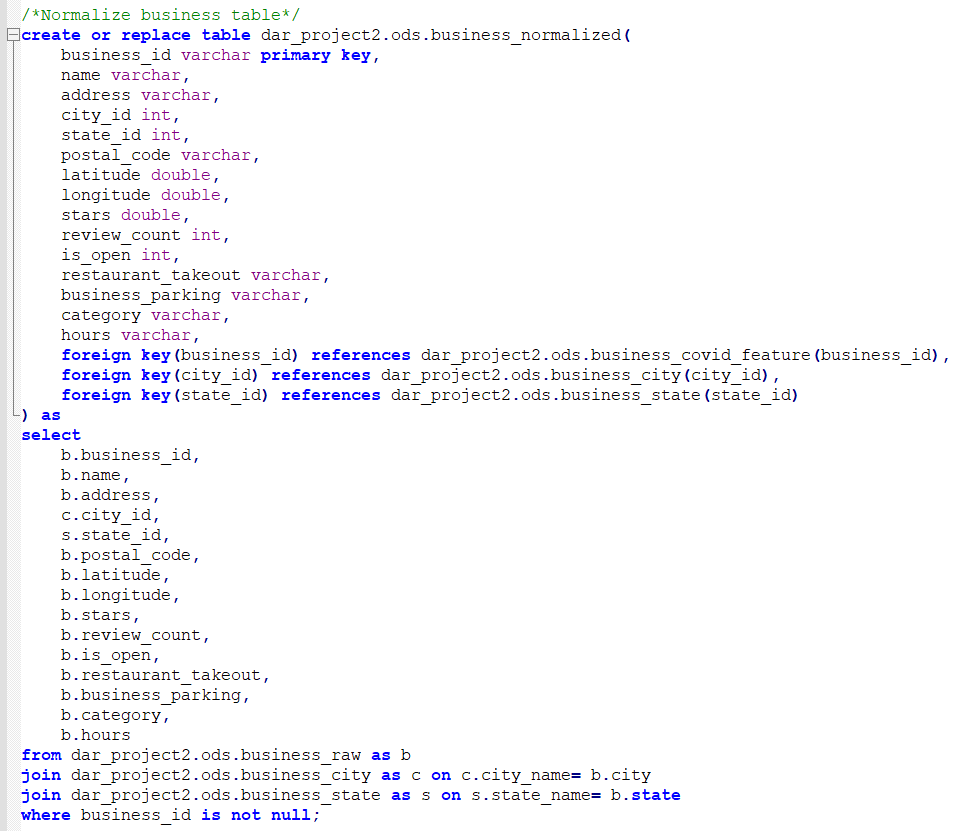 /*Normalize business table*/
create or replace table dar_project2.ods.business_normalized(
    business_id varchar primary key,
    name varchar,
    address varchar,
    city_id int,
    state_id int,
    postal_code varchar,
    latitude double,
    longitude double,
    stars double,
    review_count int,
    is_open int,
    restaurant_takeout varchar,
    business_parking varchar,
    category varchar,
    hours varchar,
    foreign key(business_id) references dar_project2.ods.business_covid_feature(business_id),
    foreign key(city_id) references dar_project2.ods.business_city(city_id),
    foreign key(state_id) references dar_project2.ods.business_state(state_id)
) as
select
    b.business_id,
    b.name,
    b.address,
    c.city_id,
    s.state_id,
    b.postal_code,
    b.latitude,
    b.longitude,
    b.stars,
    b.review_count,
    b.is_open,
    b.restaurant_takeout,
    b.business_parking,
    b.category,
    b.hours
from dar_project2.ods.business_raw as b
join dar_project2.ods.business_city as c on c.city_name= b.city
join dar_project2.ods.business_state as s on s.state_name= b.state
where business_id is not null;